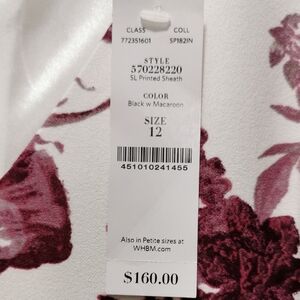 CLASS COLL
772351601 SP182IN
STYLE
570228220
SL Printed Sheath
COLOR
Black w Macaroon
SIZE
12
451010241455
Also in Petite sizes at
WHBM.com
$160.00